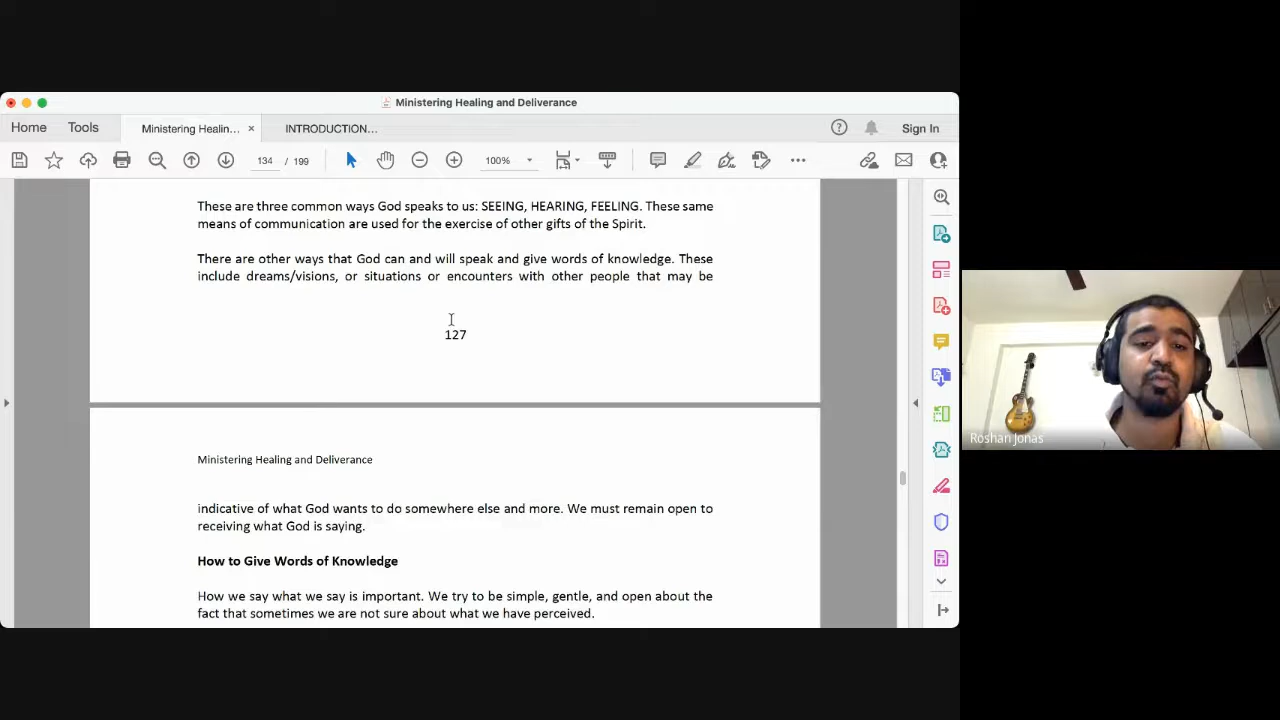 Ministering Healing and Deliverance
Home
Tools
Ministering Healin...
×
INTRODUCTION...
?
Sign In
134 / 199
100%
These are three common ways God speaks to us: SEEING, HEARING, FEELING. These same
means of communication are used for the exercise of other gifts of the Spirit.
There are other ways that God can and will speak and give words of knowledge. These
include dreams/visions, or situations or encounters with other people that may be
127
Ministering Healing and Deliverance
indicative of what God wants to do somewhere else and more. We must remain open to
receiving what God is saying.
How to Give Words of Knowledge
How we say what we say is important. We try to be simple, gentle, and open about the
fact that sometimes we are not sure about what we have perceived.
Roshan Jonas